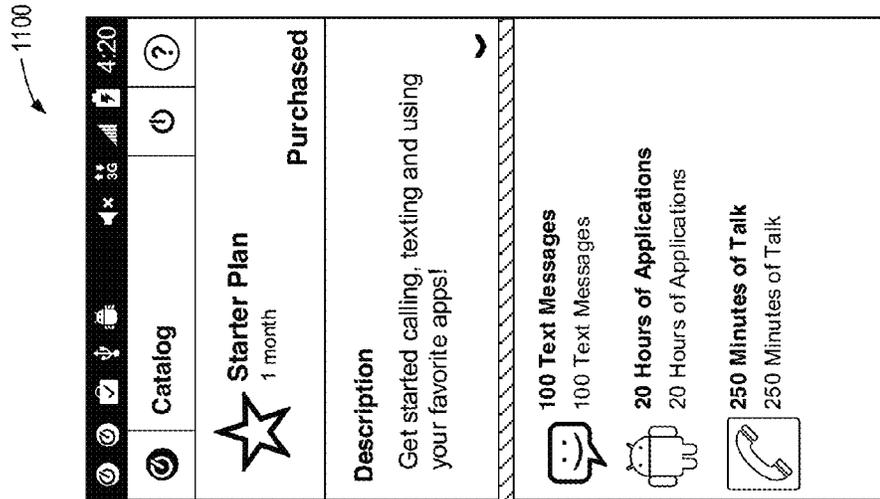 1100
3G 4:20
Catalog ?
Starter Plan
1 month
Purchased
Description
Get started calling, texting and using
your favorite apps!
100 Text Messages
100 Text Messages
20 Hours of Applications
20 Hours of Applications
250 Minutes of Talk
250 Minutes of Talk